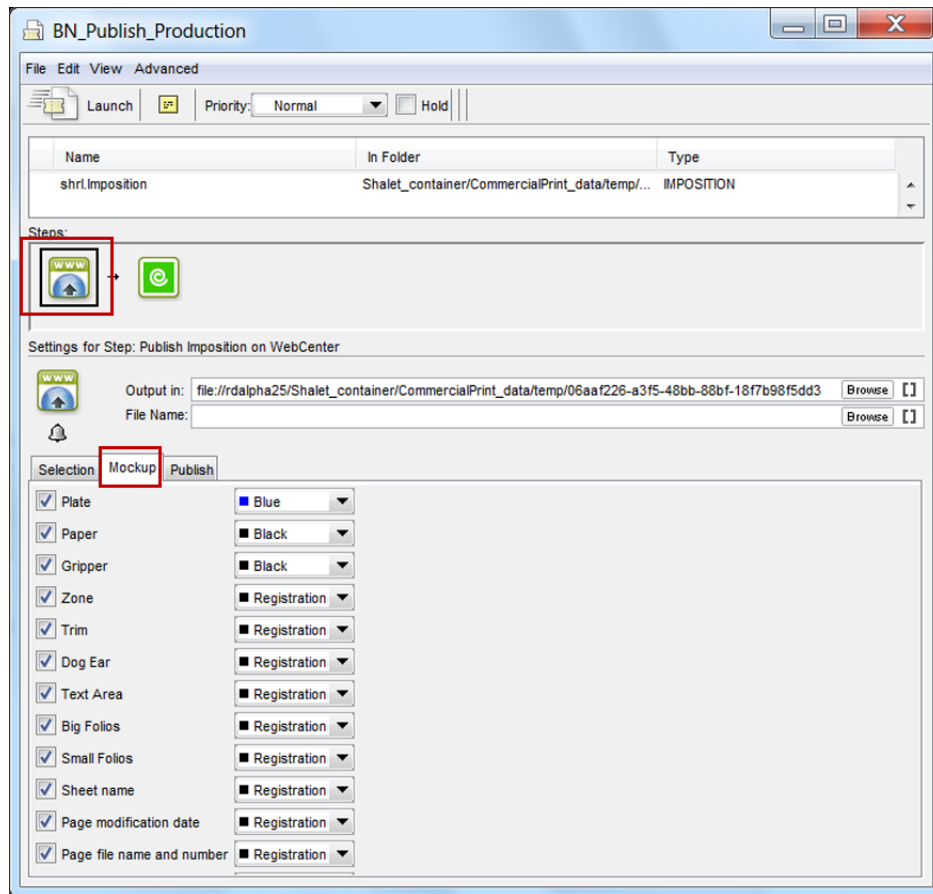 BN_Publish_Production
File Edit View Advanced
Launch Priority: Normal Hold
Name In Folder Type
shrl.Imposition Shalet_container/CommercialPrint_data/temp/... IMPOSITION
Steps:
WWW
Settings for Step: Publish Imposition on WebCenter
WWW
Output in: file://rdalpha25/Shalet_container/CommercialPrint_data/temp/06aaf226-a3f5-48bb-88bf-18f7b98f5dd3 Browse []
File Name: Browse []
Selection Mockup Publish
Plate Blue
Paper Black
Gripper Black
Zone Registration
Trim Registration
Dog Ear Registration
Text Area Registration
Big Folios Registration
Small Folios Registration
Sheet name Registration
Page modification date Registration
Page file name and number Registration